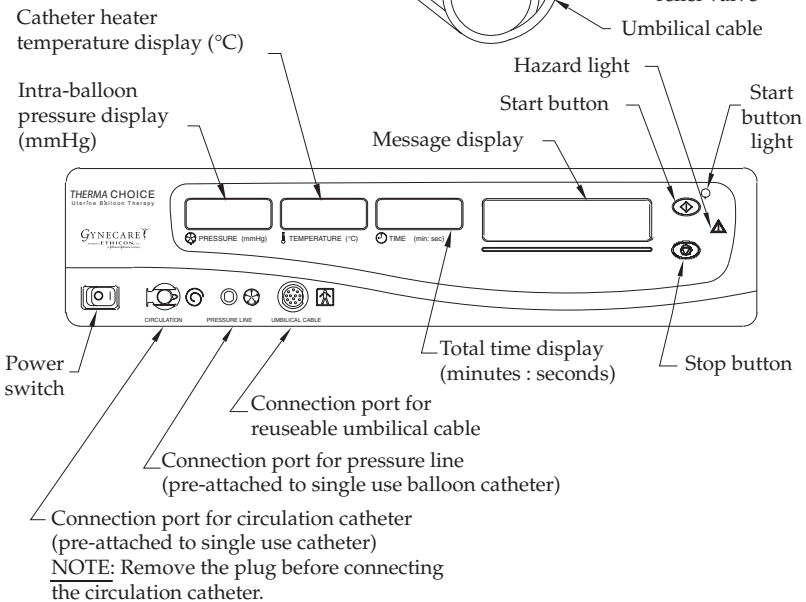 Umbilical cable
Catheter heater
temperature display (°C)
Hazard light
Intra-balloon
pressure display
(mmHg)
Start button
Start
button
light
Message display
THERMA CHOICE
Uterine Balloon Therapy
GYNECARE
ETHICON
PRESSURE (mmHg)
TEMPERATURE (°C)
TIME (min: sec)
CIRCULATION
PRESSURE LINE
UMBILICAL CABLE
Power
switch
Total time display
(minutes : seconds)
Stop button
Connection port for
reuseable umbilical cable
Connection port for pressure line
(pre-attached to single use balloon catheter)
Connection port for circulation catheter
(pre-attached to single use catheter)
NOTE: Remove the plug before connecting
the circulation catheter.